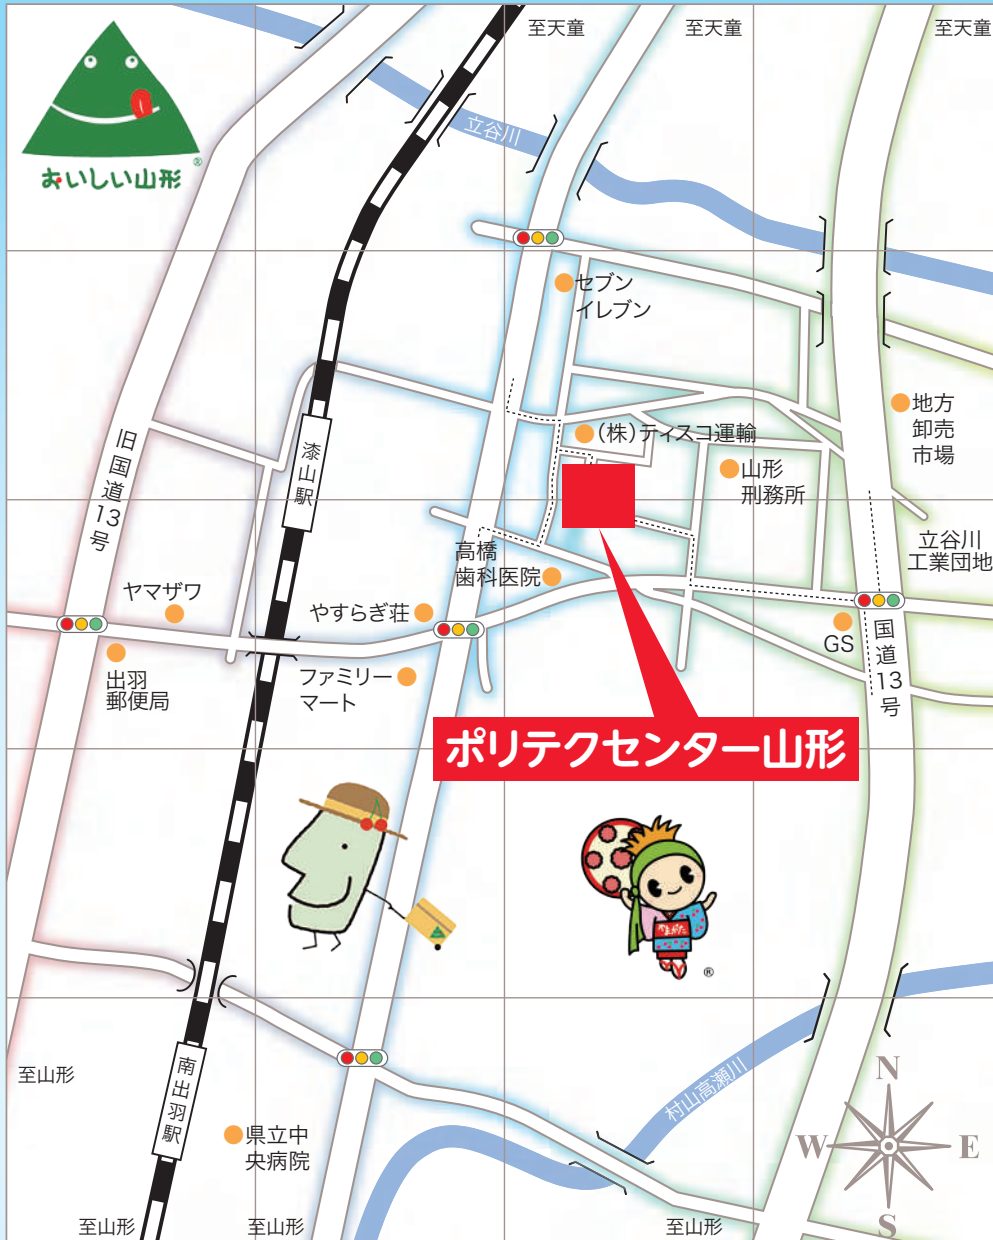 至天童
至天童
至天童
おいしい山形
®
立谷川
セブン
イレブン
地方
卸売
市場
(株)ティスコ運輸
旧国道13号
漆山駅
山形
刑務所
立谷川
工業団地
高橋
歯科医院
ヤマザワ
やすらぎ荘
GS
国道13号
出羽
郵便局
ファミリー
マート
ポリテクセンター山形
やまがた
®
至山形
南出羽駅
村山高瀬川
N
W
E
S
県立中
央病院
至山形
至山形
至山形